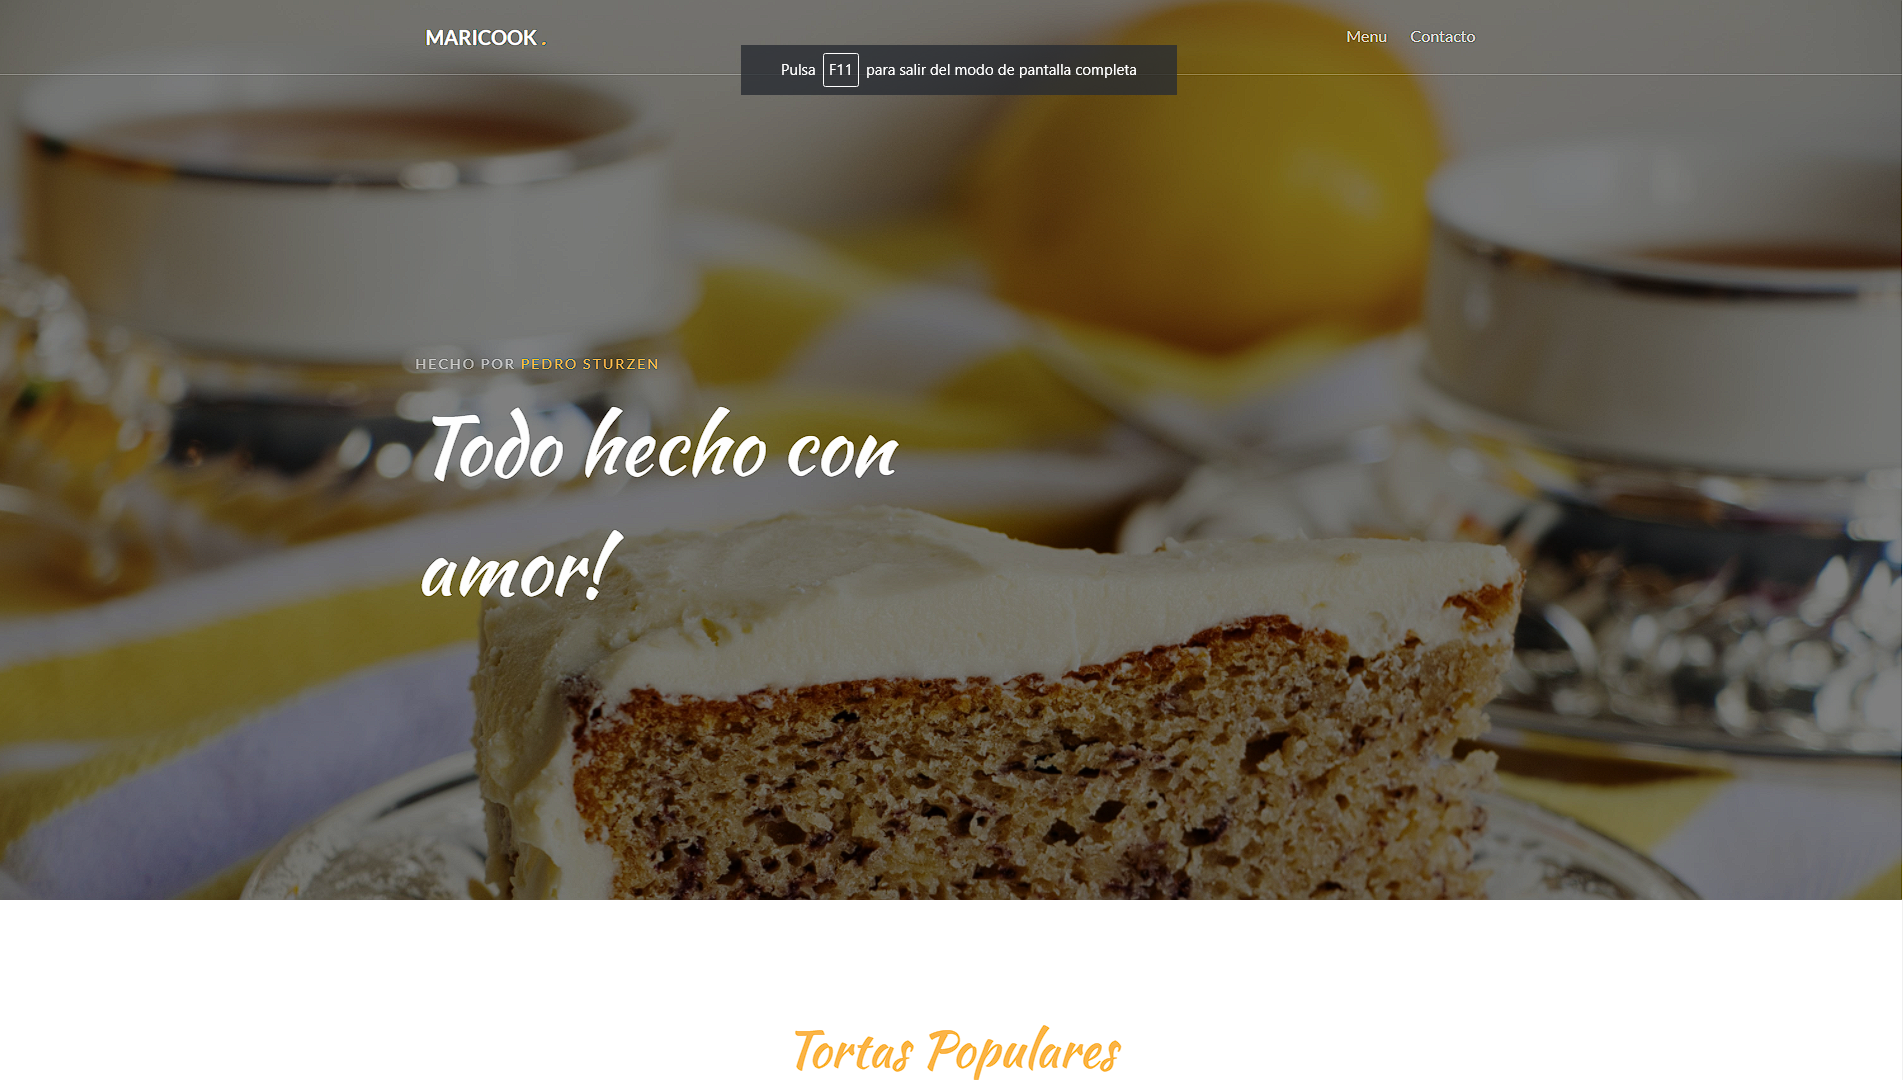 MARICOOK .
Menu Contacto
Pulsa F11 para salir del modo de pantalla completa
HECHO POR PEDRO STURZEN
Todo hecho con
amor!
Tortas Populares